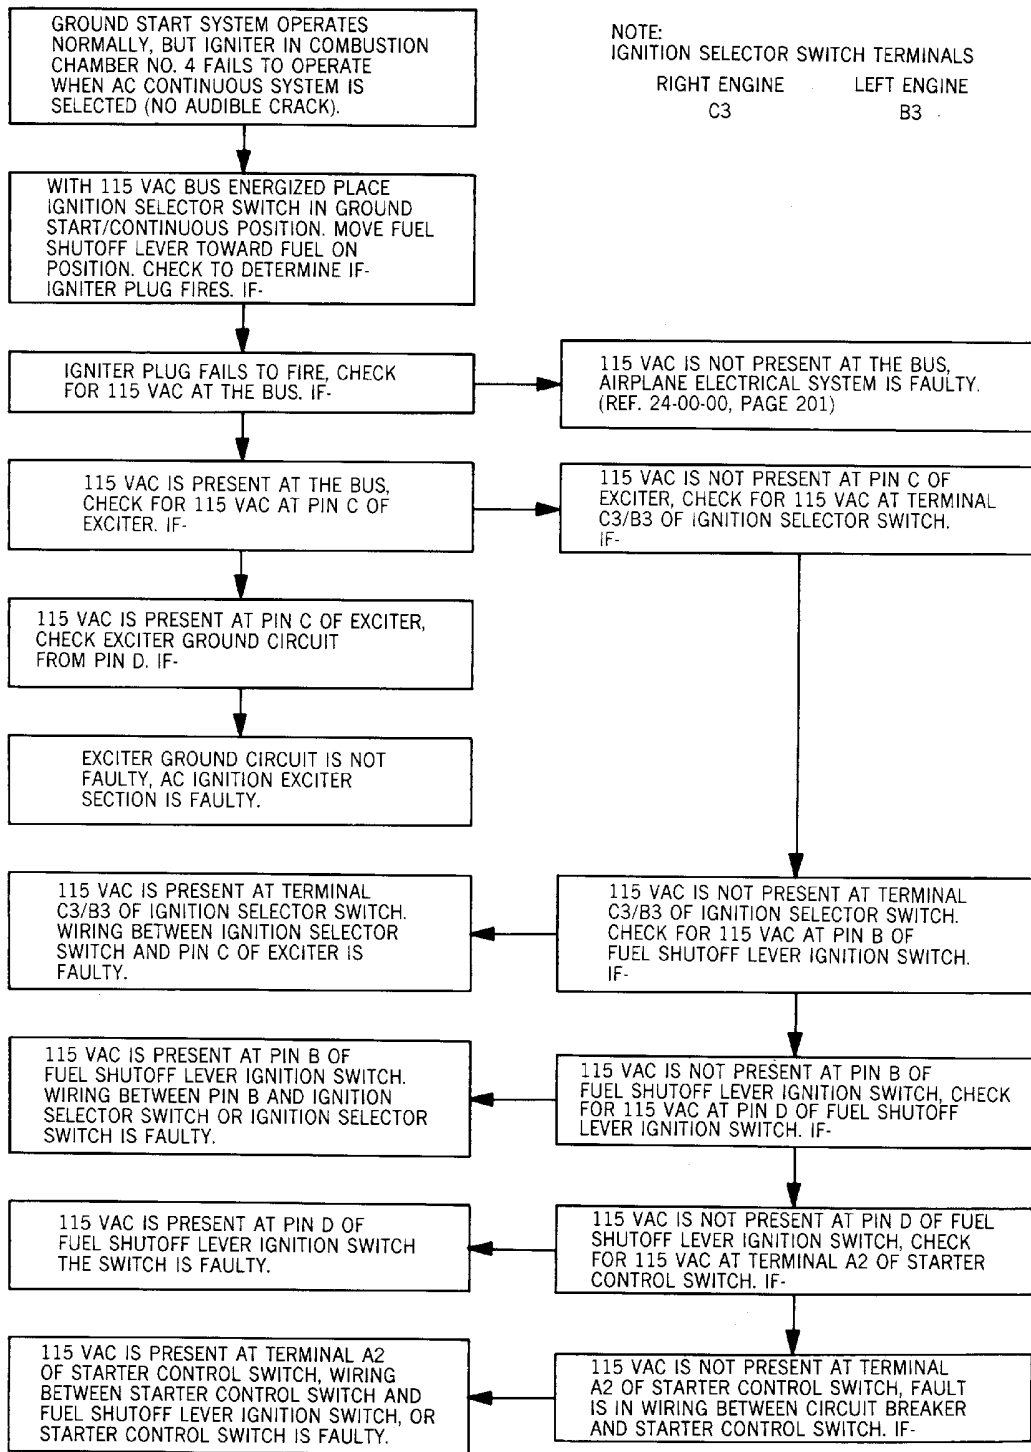 GROUND START SYSTEM OPERATES
NORMALLY, BUT IGNITER IN COMBUSTION
CHAMBER NO. 4 FAILS TO OPERATE
WHEN AC CONTINUOUS SYSTEM IS
SELECTED (NO AUDIBLE CRACK).
NOTE:
IGNITION SELECTOR SWITCH TERMINALS
RIGHT ENGINE LEFT ENGINE
C3 B3
WITH 115 VAC BUS ENERGIZED PLACE
IGNITION SELECTOR SWITCH IN GROUND
START/CONTINUOUS POSITION. MOVE FUEL
SHUTOFF LEVER TOWARD FUEL ON
POSITION. CHECK TO DETERMINE IF-
IGNITER PLUG FIRES. IF-
IGNITER PLUG FAILS TO FIRE, CHECK
FOR 115 VAC AT THE BUS. IF-
115 VAC IS NOT PRESENT AT THE BUS,
AIRPLANE ELECTRICAL SYSTEM IS FAULTY.
(REF. 24-00-00, PAGE 201)
115 VAC IS PRESENT AT THE BUS,
CHECK FOR 115 VAC AT PIN C OF
EXCITER. IF-
115 VAC IS NOT PRESENT AT PIN C OF
EXCITER, CHECK FOR 115 VAC AT TERMINAL
C3/B3 OF IGNITION SELECTOR SWITCH.
IF-
115 VAC IS PRESENT AT PIN C OF EXCITER,
CHECK EXCITER GROUND CIRCUIT
FROM PIN D. IF-
EXCITER GROUND CIRCUIT IS NOT
FAULTY, AC IGNITION EXCITER
SECTION IS FAULTY.
115 VAC IS PRESENT AT TERMINAL
C3/B3 OF IGNITION SELECTOR SWITCH.
WIRING BETWEEN IGNITION SELECTOR
SWITCH AND PIN C OF EXCITER IS
FAULTY.
115 VAC IS NOT PRESENT AT TERMINAL
C3/B3 OF IGNITION SELECTOR SWITCH.
CHECK FOR 115 VAC AT PIN B OF
FUEL SHUTOFF LEVER IGNITION SWITCH.
IF-
115 VAC IS PRESENT AT PIN B OF
FUEL SHUTOFF LEVER IGNITION SWITCH.
WIRING BETWEEN PIN B AND IGNITION
SELECTOR SWITCH OR IGNITION SELECTOR
SWITCH IS FAULTY.
115 VAC IS NOT PRESENT AT PIN B OF
FUEL SHUTOFF LEVER IGNITION SWITCH, CHECK
FOR 115 VAC AT PIN D OF FUEL SHUTOFF
LEVER IGNITION SWITCH. IF-
115 VAC IS PRESENT AT PIN D OF
FUEL SHUTOFF LEVER IGNITION SWITCH
THE SWITCH IS FAULTY.
115 VAC IS NOT PRESENT AT PIN D OF FUEL
SHUTOFF LEVER IGNITION SWITCH, CHECK
FOR 115 VAC AT TERMINAL A2 OF STARTER
CONTROL SWITCH. IF-
115 VAC IS PRESENT AT TERMINAL A2
OF STARTER CONTROL SWITCH, WIRING
BETWEEN STARTER CONTROL SWITCH AND
FUEL SHUTOFF LEVER IGNITION SWITCH, OR
STARTER CONTROL SWITCH IS FAULTY.
115 VAC IS NOT PRESENT AT TERMINAL
A2 OF STARTER CONTROL SWITCH, FAULT
IS IN WIRING BETWEEN CIRCUIT BREAKER
AND STARTER CONTROL SWITCH. IF-